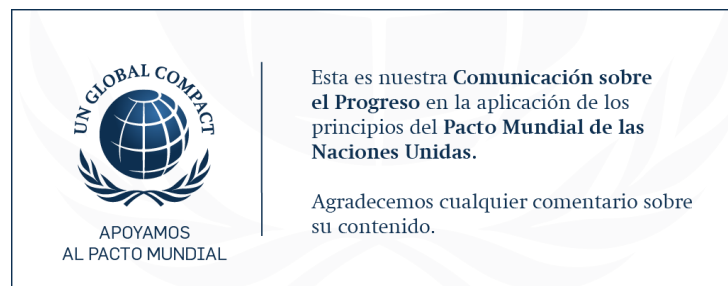 UN GLOBAL COMPACT
APOYAMOS
AL PACTO MUNDIAL
Esta es nuestra Comunicación sobre
el Progreso en la aplicación de los
principios del Pacto Mundial de las
Naciones Unidas.
Agradecemos cualquier comentario sobre
su contenido.